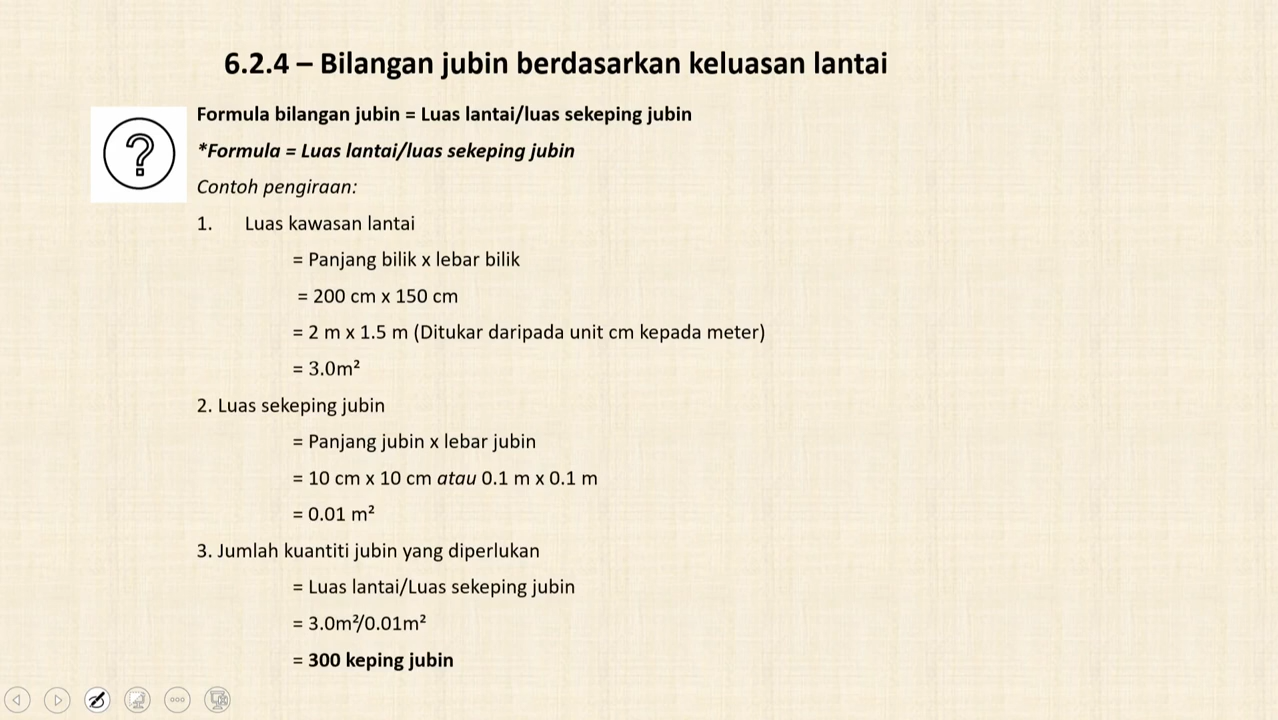 6.2.4 – Bilangan jubin berdasarkan keluasan lantai
Formula bilangan jubin = Luas lantai/luas sekeping jubin
*Formula = Luas lantai/luas sekeping jubin
Contoh pengiraan:
1. Luas kawasan lantai
= Panjang bilik x lebar bilik
= 200 cm x 150 cm
= 2 m x 1.5 m (Ditukar daripada unit cm kepada meter)
= 3.0m²
2. Luas sekeping jubin
= Panjang jubin x lebar jubin
= 10 cm x 10 cm atau 0.1 m x 0.1 m
= 0.01 m²
3. Jumlah kuantiti jubin yang diperlukan
= Luas lantai/Luas sekeping jubin
= 3.0m²/0.01m²
= 300 keping jubin